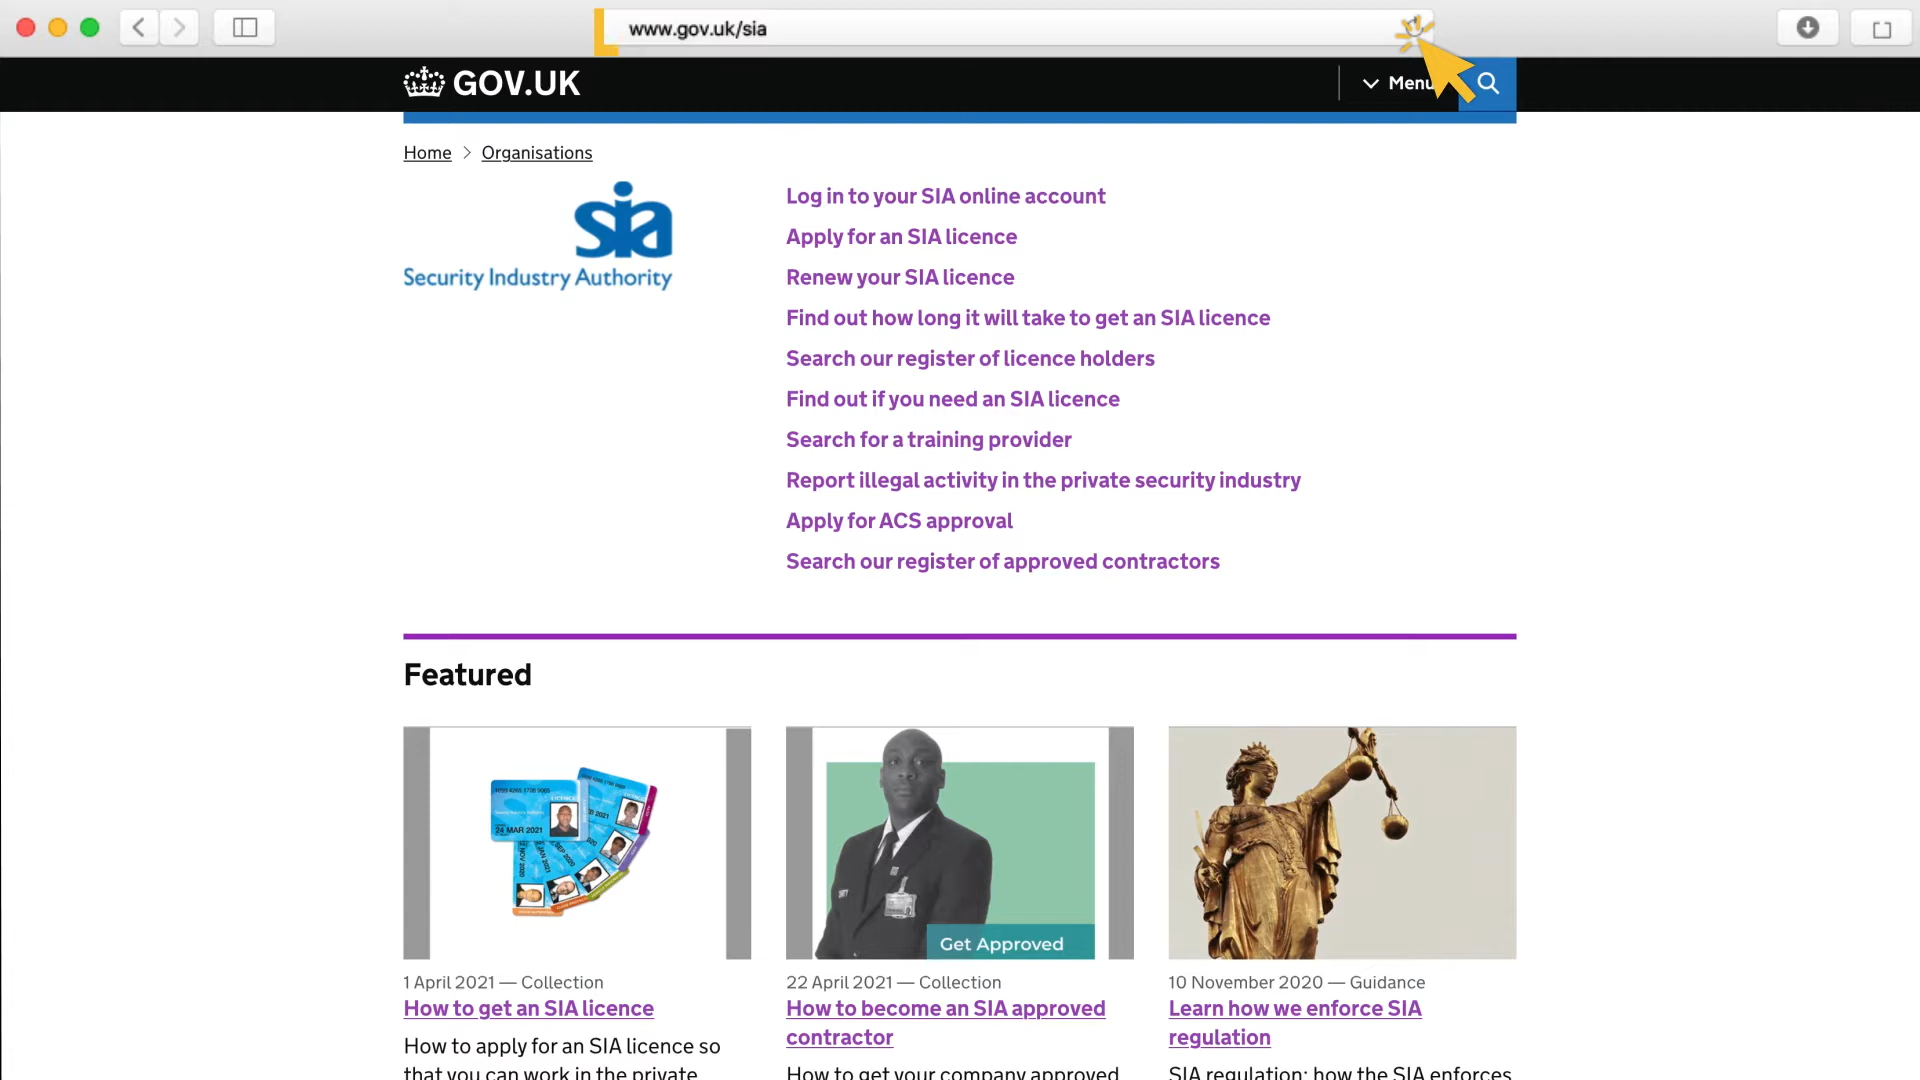 www.gov.uk/sia
GOV.UK
Menu
Home
Organisations
sia
Security Industry Authority
Log in to your SIA online account
Apply for an SIA licence
Renew your SIA licence
Find out how long it will take to get an SIA licence
Search our register of licence holders
Find out if you need an SIA licence
Search for a training provider
Report illegal activity in the private security industry
Apply for ACS approval
Search our register of approved contractors
Featured
24 MAR 2021
Get Approved
1 April 2021 — Collection
How to get an SIA licence
How to apply for an SIA licence so
that you can work in the private
22 April 2021 — Collection
How to become an SIA approved
contractor
How to get your company approved
10 November 2020 — Guidance
Learn how we enforce SIA
regulation
SIA regulation: how the SIA enforces